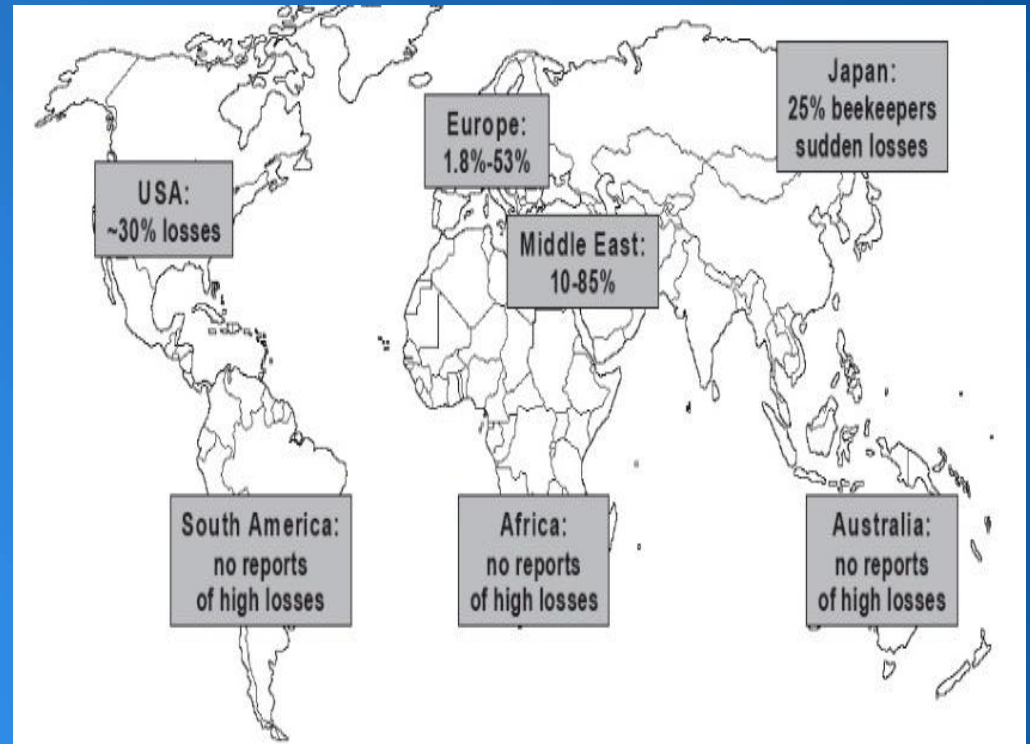 USA:
~30% losses
Europe:
1.8%-53%
Japan:
25% beekeepers
sudden losses
Middle East:
10-85%
South America:
no reports
of high losses
Africa:
no reports
of high losses
Australia:
no reports
of high losses